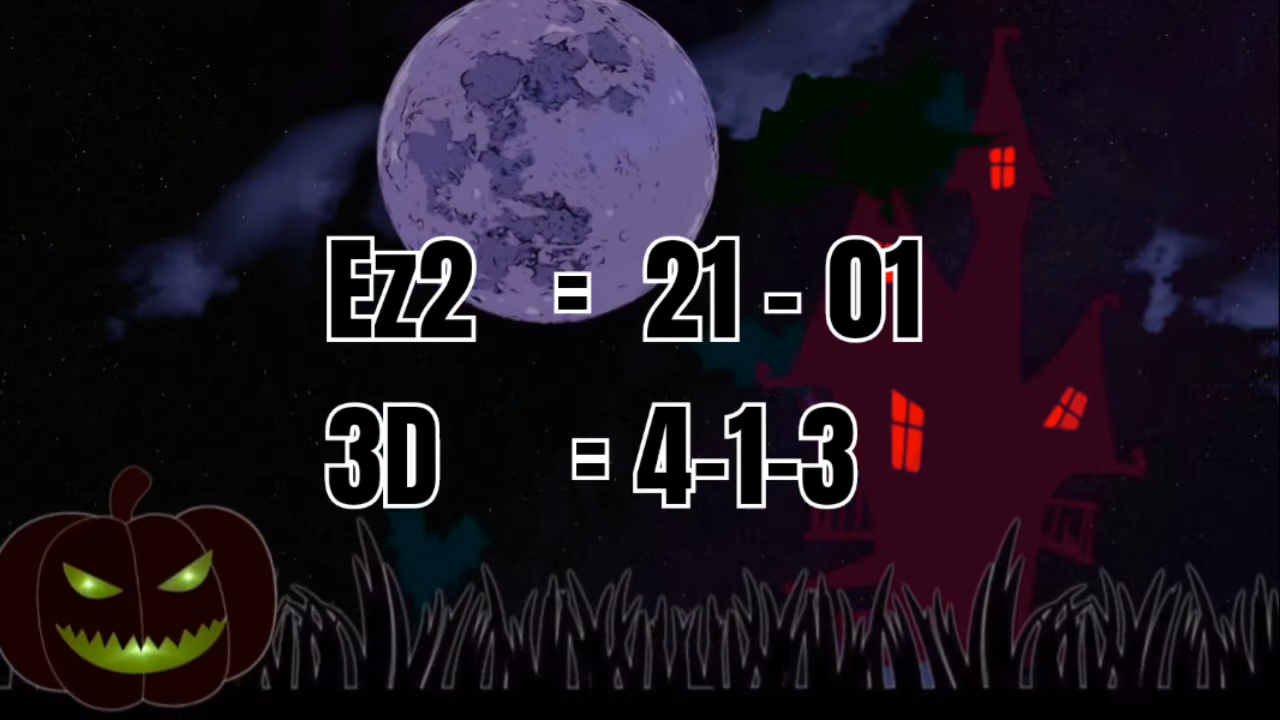 Ez2 = 21 - 01
3D = 4-1-3